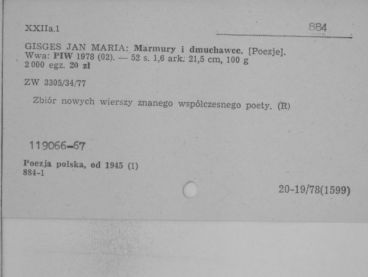 XXIIa.1
884
GISGES JAN MARIA: Marmury i dmuchawce. [Poezje].
Wwa: PIW 1978 (02). — 52 s. 1,6 ark. 21,5 cm, 100 g
2 000 egz. 20 zł
ZW 2305/34/77
Zbiór nowych wierszy znanego współczesnego poety. (R)
119066-67
Poezja polska, od 1945 (1)
884-1
20-19/78(1599)